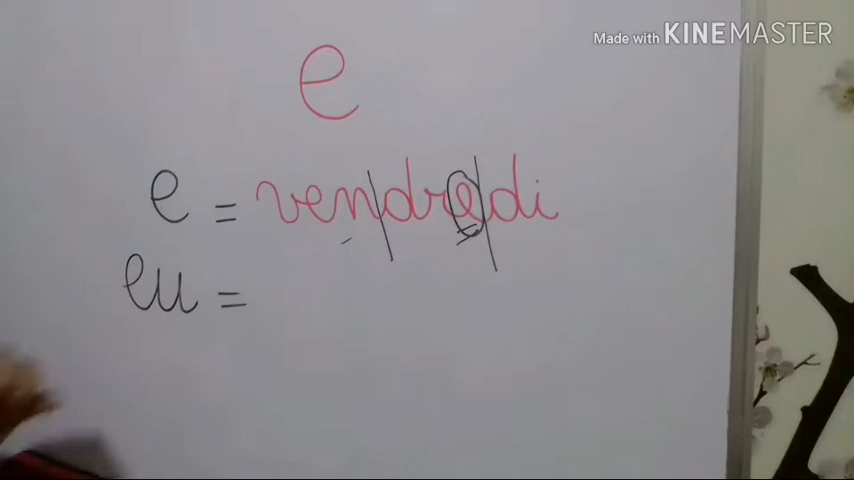 Made with KINEMASTER
e
e = vendredi
eu =